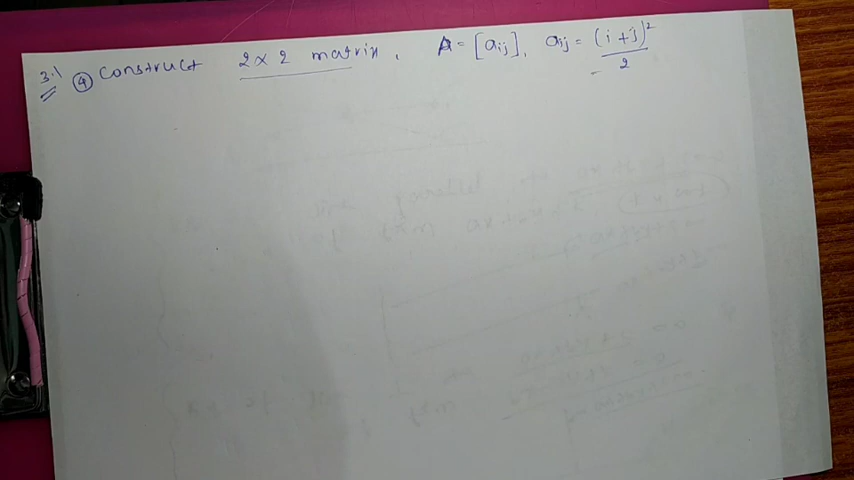 3.1 ④ Construct 2 x 2 matrix, A = [aij], aij = (i + j)² / 2